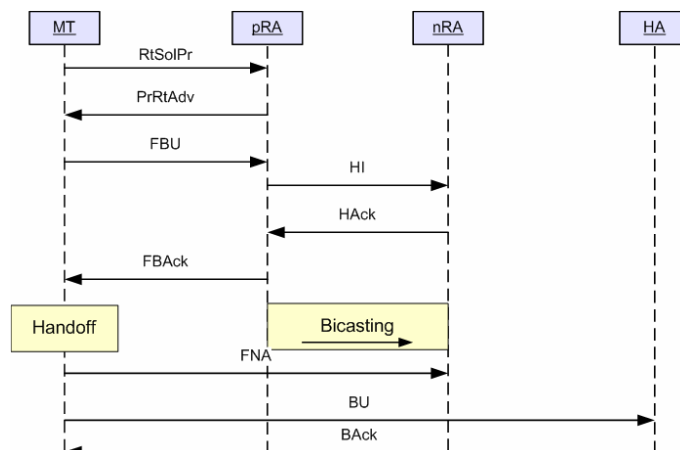 MT
pRA
nRA
HA
RtSolPr
PrRtAdv
FBU
HI
HAck
FBAck
Handoff
Bicasting
FNA
BU
BAck